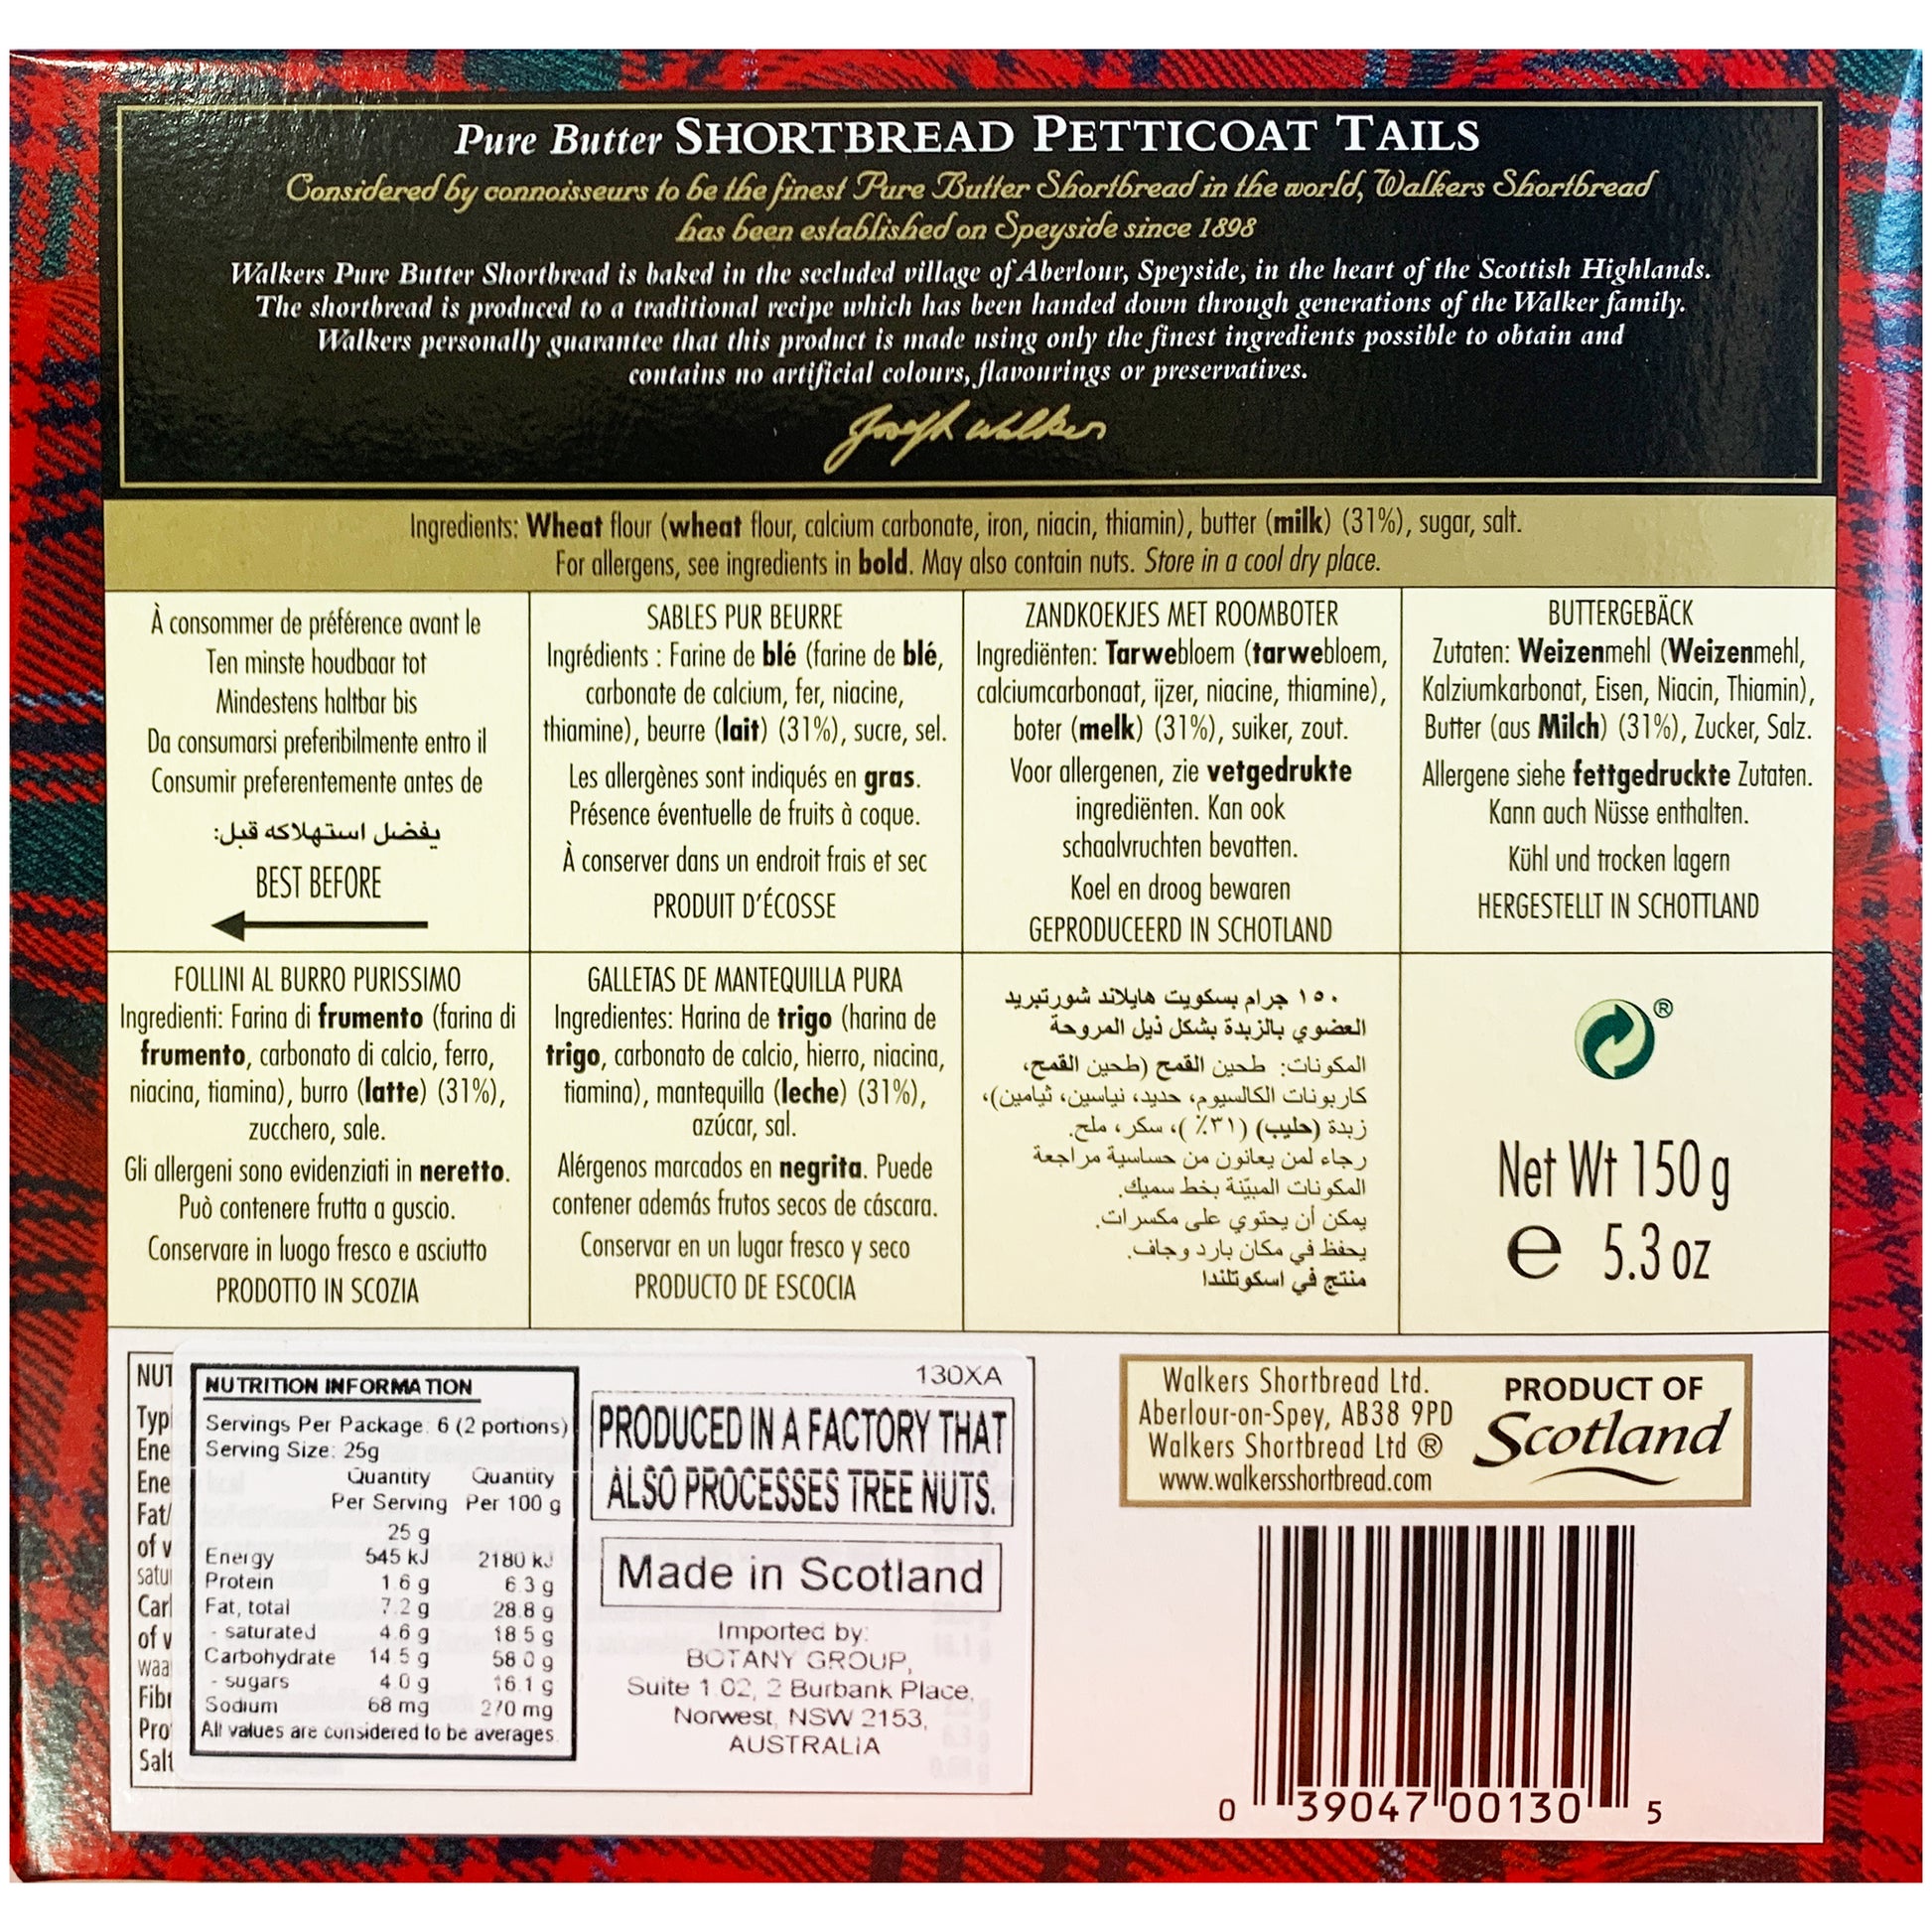 Pure Butter SHORTBREAD PETTICOAT TAILS
Considered by connoisseurs to be the finest Pure Butter Shortbread in the world, Walkers Shortbread
has been established on Speyside since 1898
Walkers Pure Butter Shortbread is baked in the secluded village of Aberlour, Speyside, in the heart of the Scottish Highlands.
The shortbread is produced to a traditional recipe which has been handed down through generations of the Walker family.
Walkers personally guarantee that this product is made using only the finest ingredients possible to obtain and
contains no artificial colours, flavourings or preservatives.
Joseph Walker
Ingredients: Wheat flour (wheat flour, calcium carbonate, iron, niacin, thiamin), butter (milk) (31%), sugar, salt.
For allergens, see ingredients in bold. May also contain nuts. Store in a cool dry place.
À consommer de préférence avant le
Ten minste houdbaar tot
Mindestens haltbar bis
Da consumarsi preferibilmente entro il
Consumir preferentemente antes de
يفضل استهلاكه قبل:
BEST BEFORE
SABLES PUR BEURRE
Ingrédients : Farine de blé (farine de blé,
carbonate de calcium, fer, niacine,
thiamine), beurre (lait) (31%), sucre, sel.
Les allergènes sont indiqués en gras.
Présence éventuelle de fruits à coque.
À conserver dans un endroit frais et sec
PRODUIT D'ÉCOSSE
ZANDKOEKJES MET ROOMBOTER
Ingrediënten: Tarwebloem (tarwebloem,
calciumcarbonaat, ijzer, niacine, thiamine),
boter (melk) (31%), suiker, zout.
Voor allergenen, zie vetgedrukte
ingrediënten. Kan ook
schaalvruchten bevatten.
Koel en droog bewaren
GEPRODUCEERD IN SCHOTLAND
BUTTERGEBÄCK
Zutaten: Weizenmehl (Weizenmehl,
Kalziumkarbonat, Eisen, Niacin, Thiamin),
Butter (aus Milch) (31%), Zucker, Salz.
Allergene siehe fettgedruckte Zutaten.
Kann auch Nüsse enthalten.
Kühl und trocken lagern
HERGESTELLT IN SCHOTTLAND
FOLLINI AL BURRO PURISSIMO
Ingredienti: Farina di frumento (farina di
frumento, carbonato di calcio, ferro,
niacina, tiamina), burro (latte) (31%),
zucchero, sale.
Gli allergeni sono evidenziati in neretto.
Può contenere frutta a guscio.
Conservare in luogo fresco e asciutto
PRODOTTO IN SCOZIA
GALLETAS DE MANTEQUILLA PURA
Ingredientes: Harina de trigo (harina de
trigo, carbonato de calcio, hierro, niacina,
tiamina), mantequilla (leche) (31%),
azúcar, sal.
Alérgenos marcados en negrita. Puede
contener además frutos secos de cáscara.
Conservar en un lugar fresco y seco
PRODUCTO DE ESCOCIA
١٥٠ جرام بسكويت هايلاند شورتبريد
العضوي بالزبدة بشكل ذيل المروحة
المكونات: طحين القمح (طحين القمح،
كاربونات الكالسيوم، حديد، نياسين، ثيامين)،
زبدة (حليب) (٣١٪)، سكر، ملح.
رجاء لمن يعانون من حساسية مراجعة
المكونات المبيّنة بخط سميك.
يمكن أن يحتوي على مكسرات.
يحفظ في مكان بارد وجاف.
منتج في اسكوتلندا
®
Net Wt 150 g
e 5.3 oz
NUT
Typi
Ene
Ene
Fat/
of v
satu
Carl
of v
waa
Fibr
Pro
Salt
NUTRITION INFORMATION
Servings Per Package: 6 (2 portions)
Serving Size: 25g
Quantity Quantity
Per Serving Per 100 g
25 g
Energy 545 kJ 2180 kJ
Protein 1.6 g 6.3 g
Fat, total 7.2 g 28.8 g
- saturated 4.6 g 18.5 g
Carbohydrate 14.5 g 58.0 g
- sugars 4.0 g 16.1 g
Sodium 68 mg 270 mg
All values are considered to be averages.
130XA
PRODUCED IN A FACTORY THAT
ALSO PROCESSES TREE NUTS.
Made in Scotland
Imported by:
BOTANY GROUP,
Suite 1.02, 2 Burbank Place,
Norwest, NSW 2153,
AUSTRALIA
Walkers Shortbread Ltd.
Aberlour-on-Spey, AB38 9PD
Walkers Shortbread Ltd ®
www.walkersshortbread.com
PRODUCT OF
Scotland
0 39047 00130 5